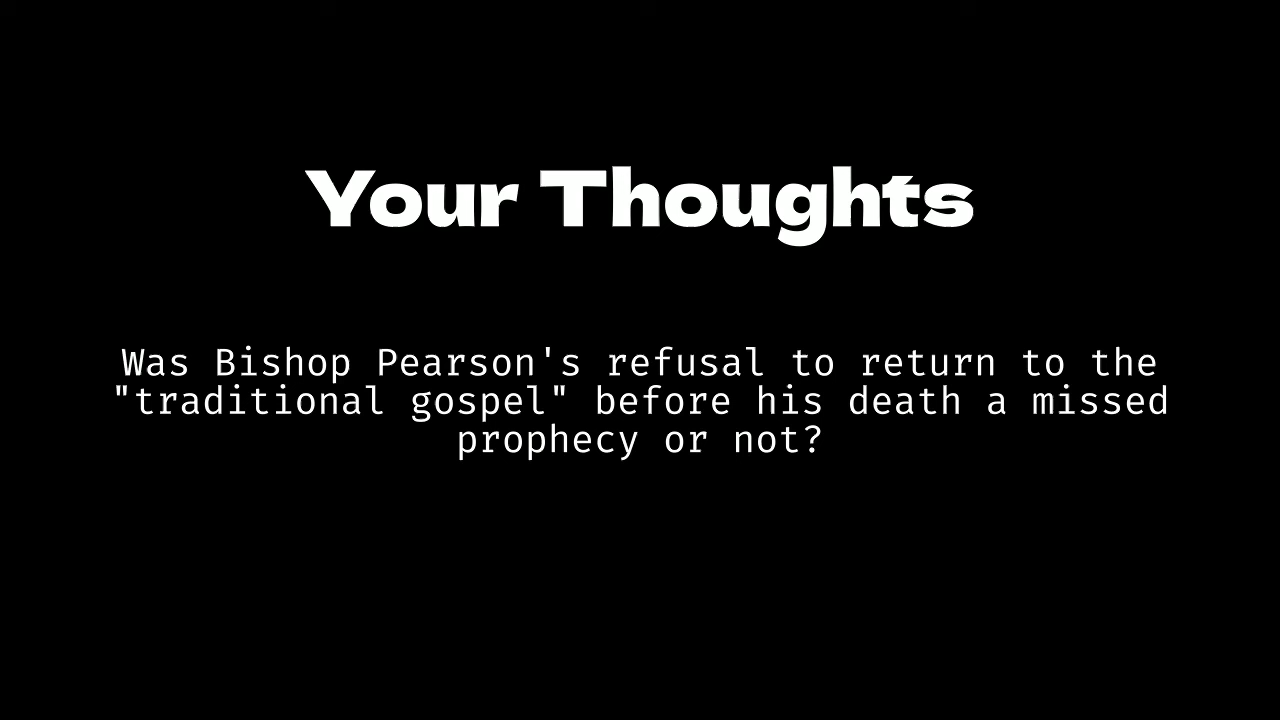 Your Thoughts
Was Bishop Pearson's refusal to return to the
"traditional gospel" before his death a missed
prophecy or not?